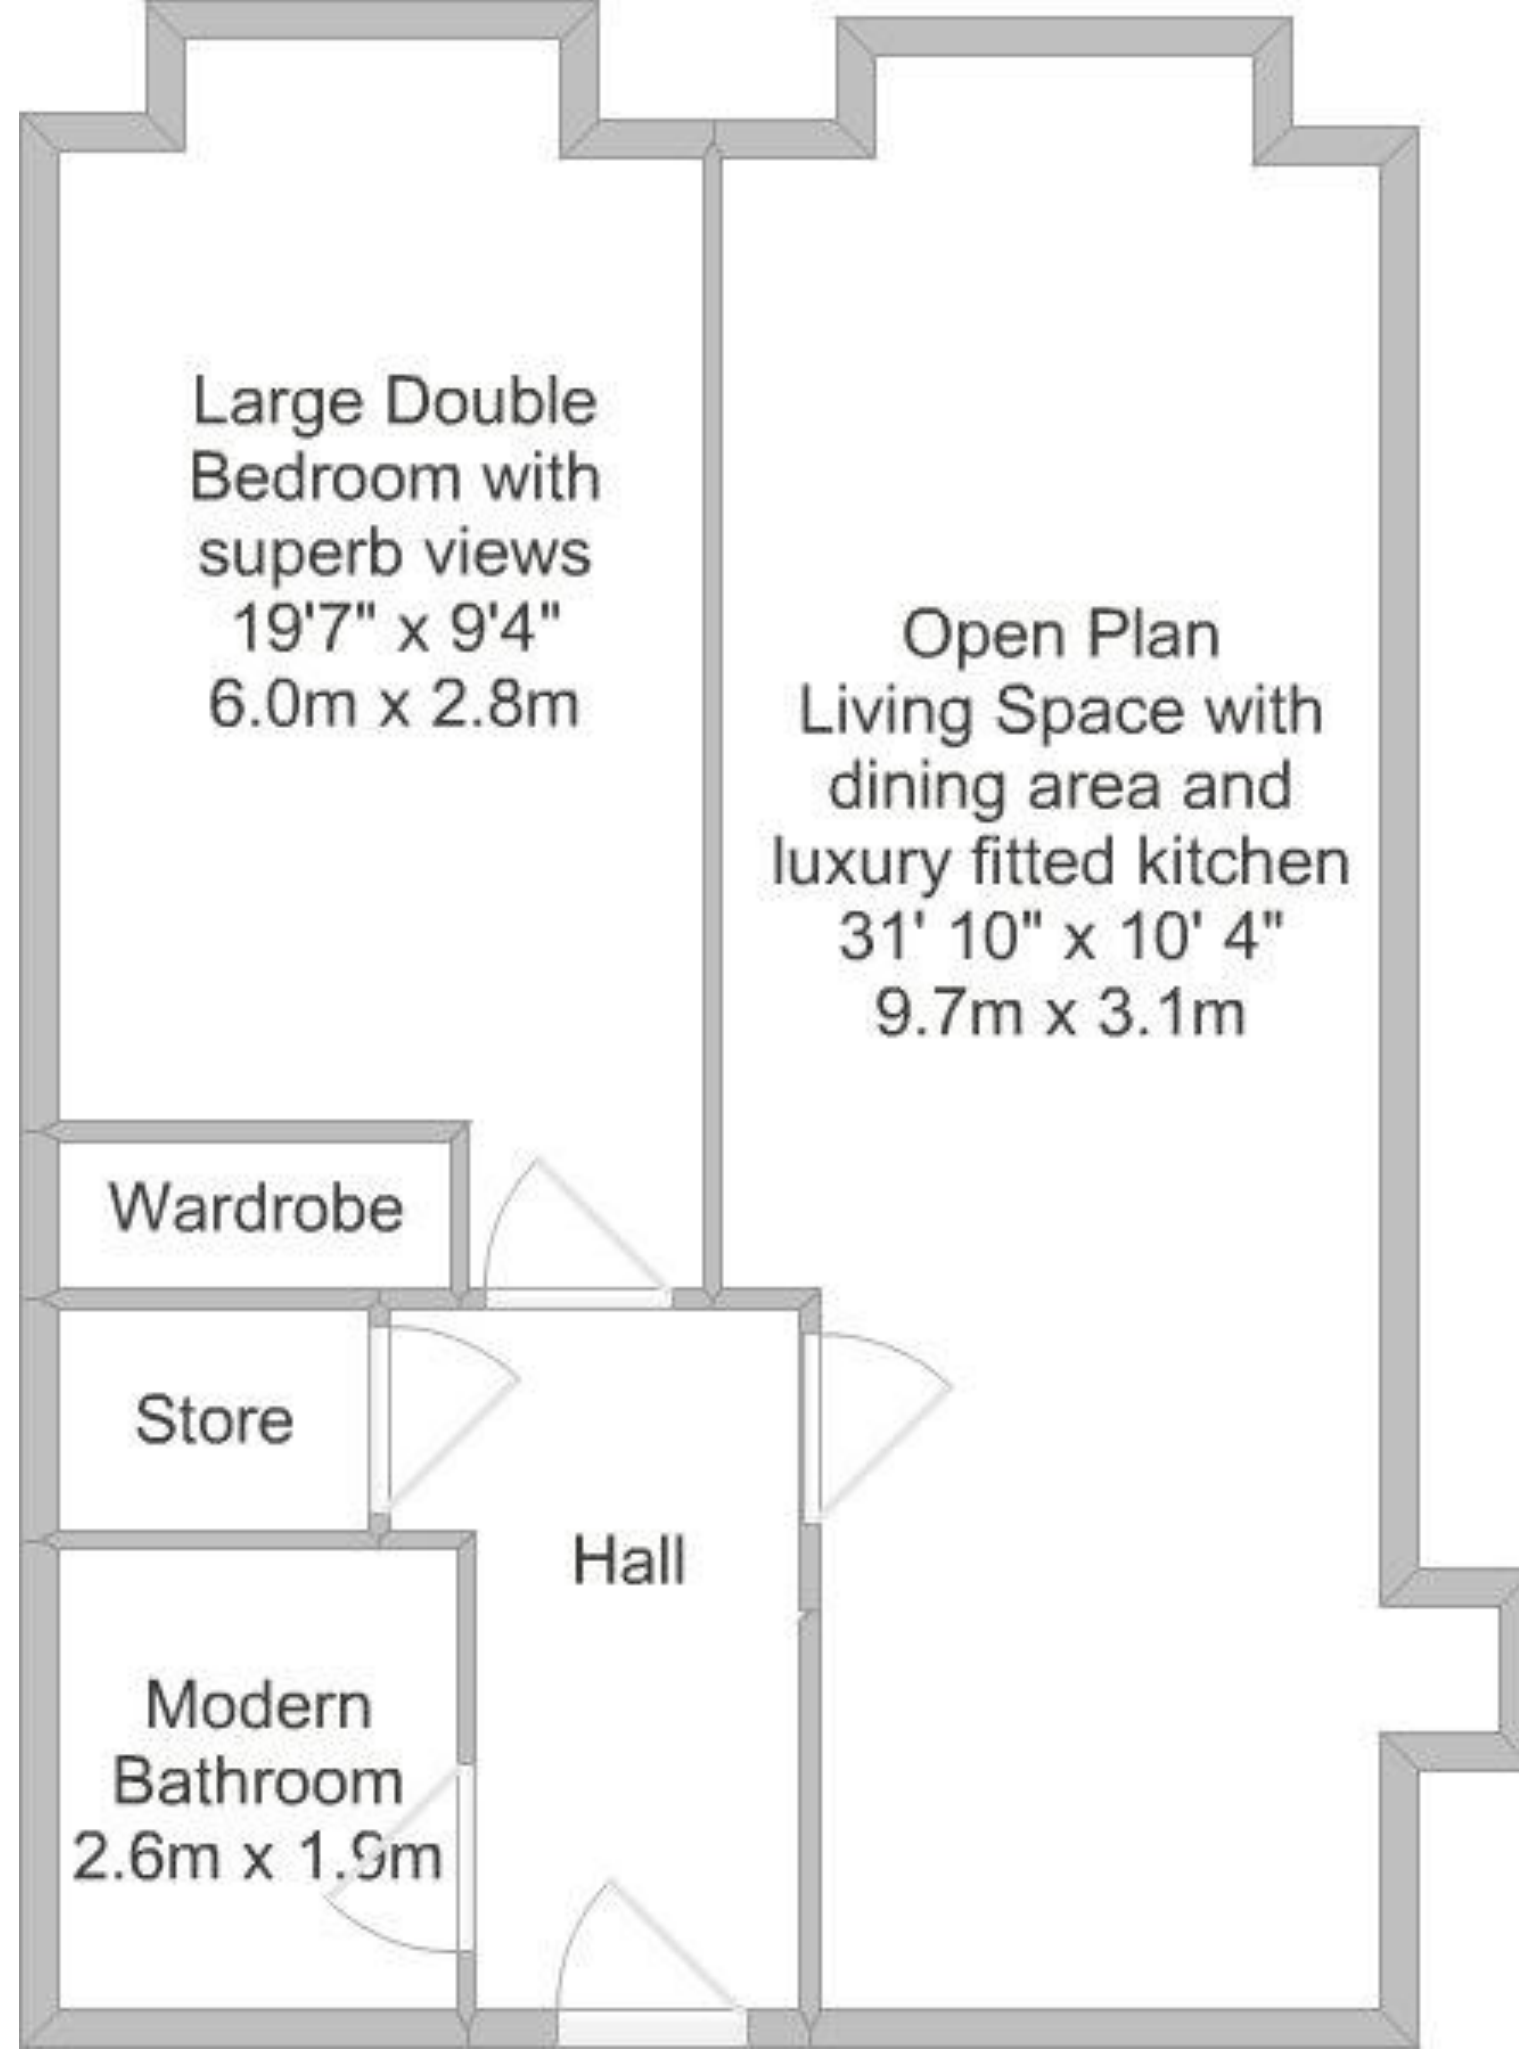 Large Double
Bedroom with
superb views
19'7" x 9'4"
6.0m x 2.8m
Open Plan
Living Space with
dining area and
luxury fitted kitchen
31' 10" x 10' 4"
9.7m x 3.1m
Wardrobe
Store
Hall
Modern
Bathroom
2.6m x 1.9m